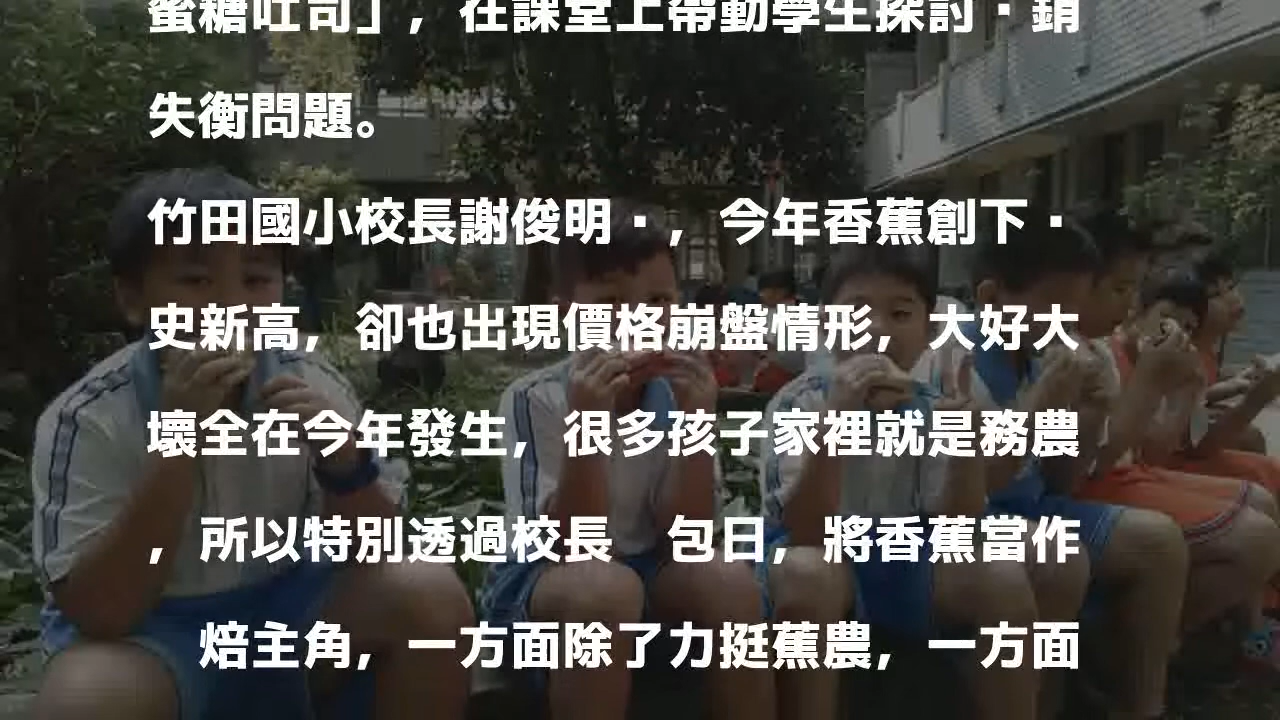 蜜糖吐司」，在課堂上帶動學生探討·銷
失衡問題。
竹田國小校長謝俊明·，今年香蕉創下·
史新高，卻也出現價格崩盤情形，大好大
壞全在今年發生，很多孩子家裡就是務農
，所以特別透過校長　包日，將香蕉當作
　焙主角，一方面除了力挺蕉農，一方面